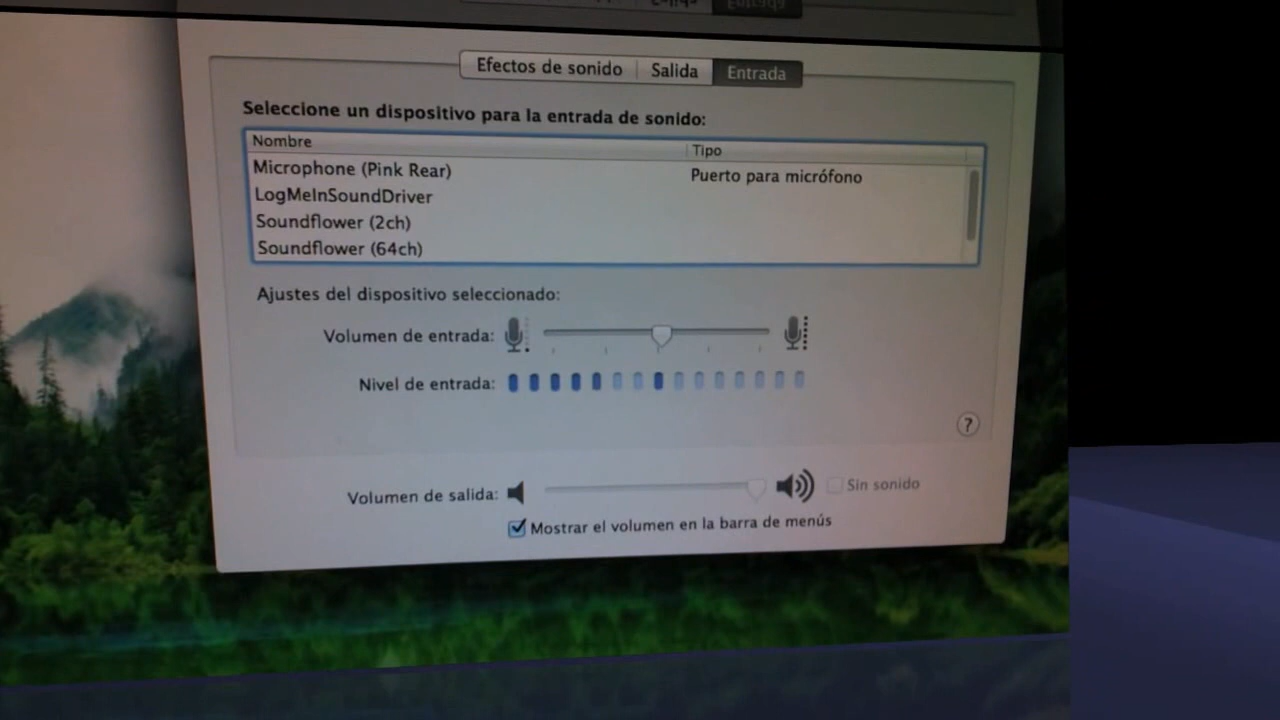 Efectos de sonido Salida Entrada
Seleccione un dispositivo para la entrada de sonido:
Nombre Tipo
Microphone (Pink Rear) Puerto para micrófono
LogMeInSoundDriver
Soundflower (2ch)
Soundflower (64ch)
Ajustes del dispositivo seleccionado:
Volumen de entrada:
Nivel de entrada:
?
Volumen de salida: Sin sonido
Mostrar el volumen en la barra de menús